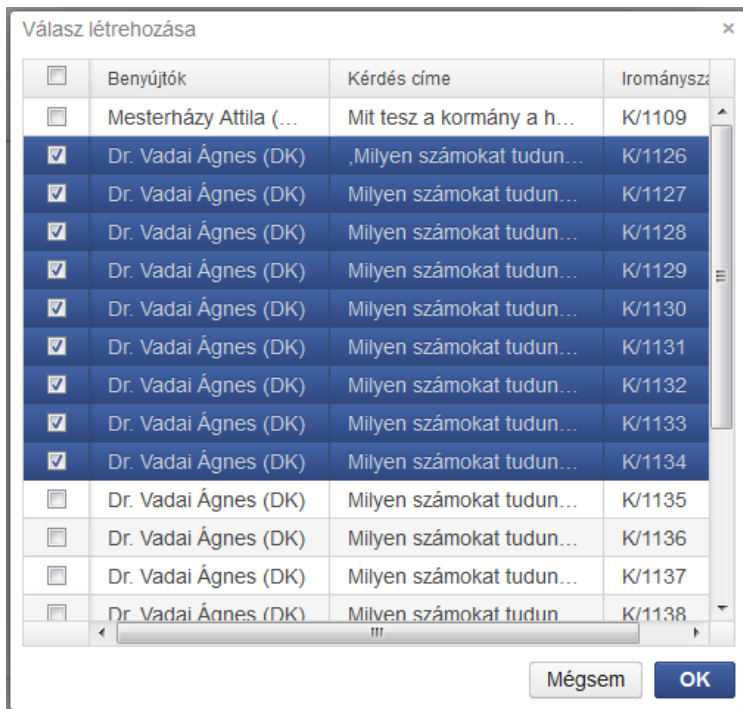 Válasz létrehozása ×
Benyújtók Kérdés címe Irományszá
Mesterházy Attila (... Mit tesz a kormány a h... K/1109
Dr. Vadai Ágnes (DK) ,Milyen számokat tudun... K/1126
Dr. Vadai Ágnes (DK) Milyen számokat tudun... K/1127
Dr. Vadai Ágnes (DK) Milyen számokat tudun... K/1128
Dr. Vadai Ágnes (DK) Milyen számokat tudun... K/1129
Dr. Vadai Ágnes (DK) Milyen számokat tudun... K/1130
Dr. Vadai Ágnes (DK) Milyen számokat tudun... K/1131
Dr. Vadai Ágnes (DK) Milyen számokat tudun... K/1132
Dr. Vadai Ágnes (DK) Milyen számokat tudun... K/1133
Dr. Vadai Ágnes (DK) Milyen számokat tudun... K/1134
Dr. Vadai Ágnes (DK) Milyen számokat tudun... K/1135
Dr. Vadai Ágnes (DK) Milyen számokat tudun... K/1136
Dr. Vadai Ágnes (DK) Milyen számokat tudun... K/1137
Dr. Vadai Ágnes (DK) Milyen számokat tudun K/1138
Mégsem OK